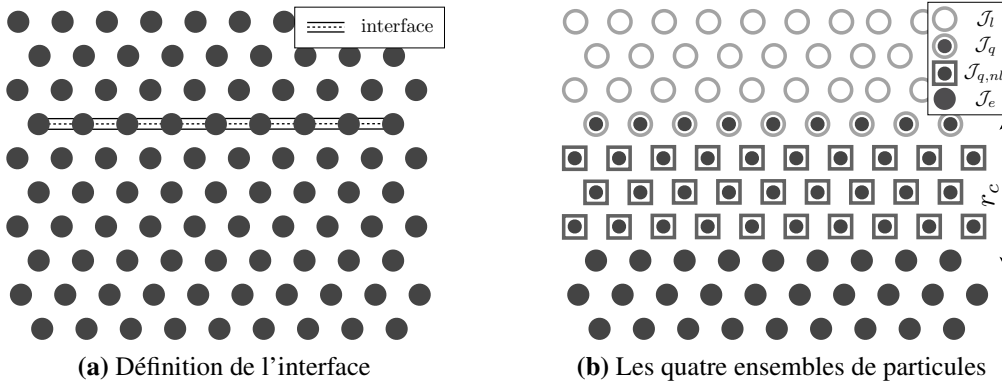 interface
𝒥_l
𝒥_q
𝒥_{q,nl}
𝒥_e
r_c
(a) Définition de l'interface
(b) Les quatre ensembles de particules